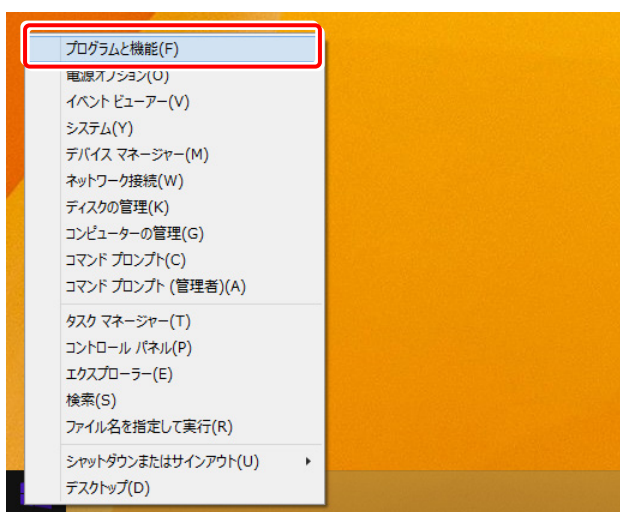 プログラムと機能(F)
電源オプション(O)
イベント ビューアー(V)
システム(Y)
デバイス マネージャー(M)
ネットワーク接続(W)
ディスクの管理(K)
コンピューターの管理(G)
コマンド プロンプト(C)
コマンド プロンプト (管理者)(A)
タスク マネージャー(T)
コントロール パネル(P)
エクスプローラー(E)
検索(S)
ファイル名を指定して実行(R)
シャットダウンまたはサインアウト(U)
デスクトップ(D)